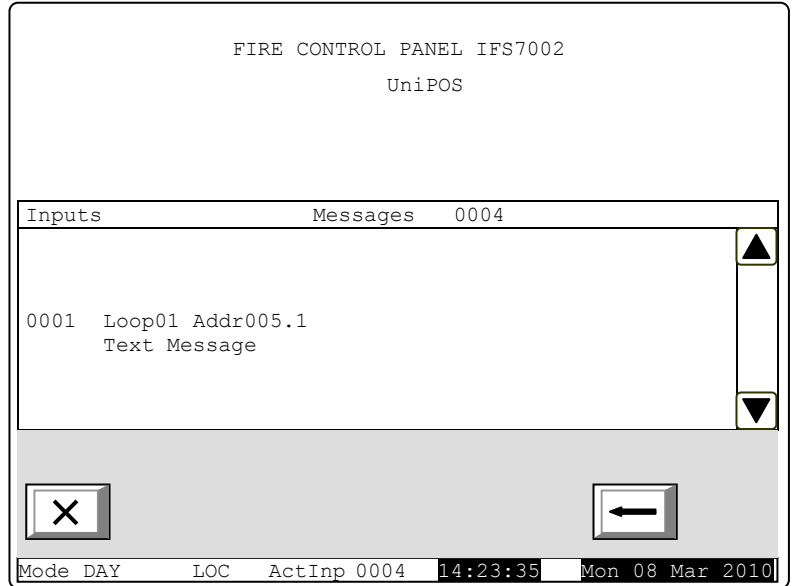 FIRE CONTROL PANEL IFS7002
UniPOS
Inputs Messages 0004
0001 Loop01 Addr005.1
Text Message
Mode DAY LOC ActInp 0004 14:23:35 Mon 08 Mar 2010